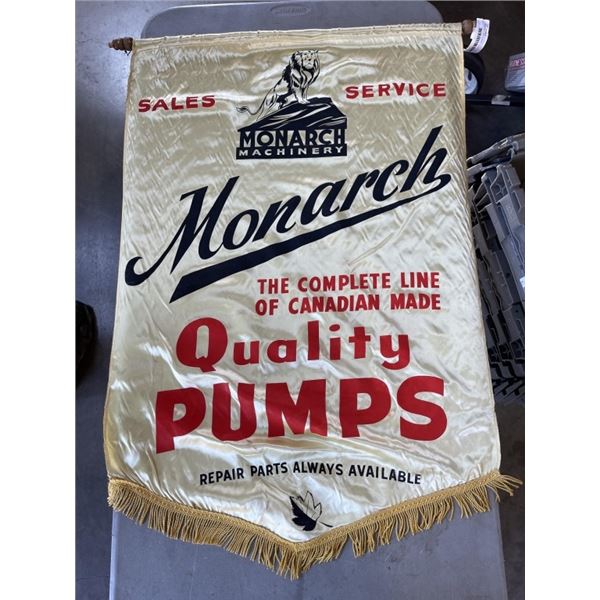 SALES SERVICE
MONARCH
MACHINERY
Monarch
THE COMPLETE LINE
OF CANADIAN MADE
Quality
PUMPS
REPAIR PARTS ALWAYS AVAILABLE